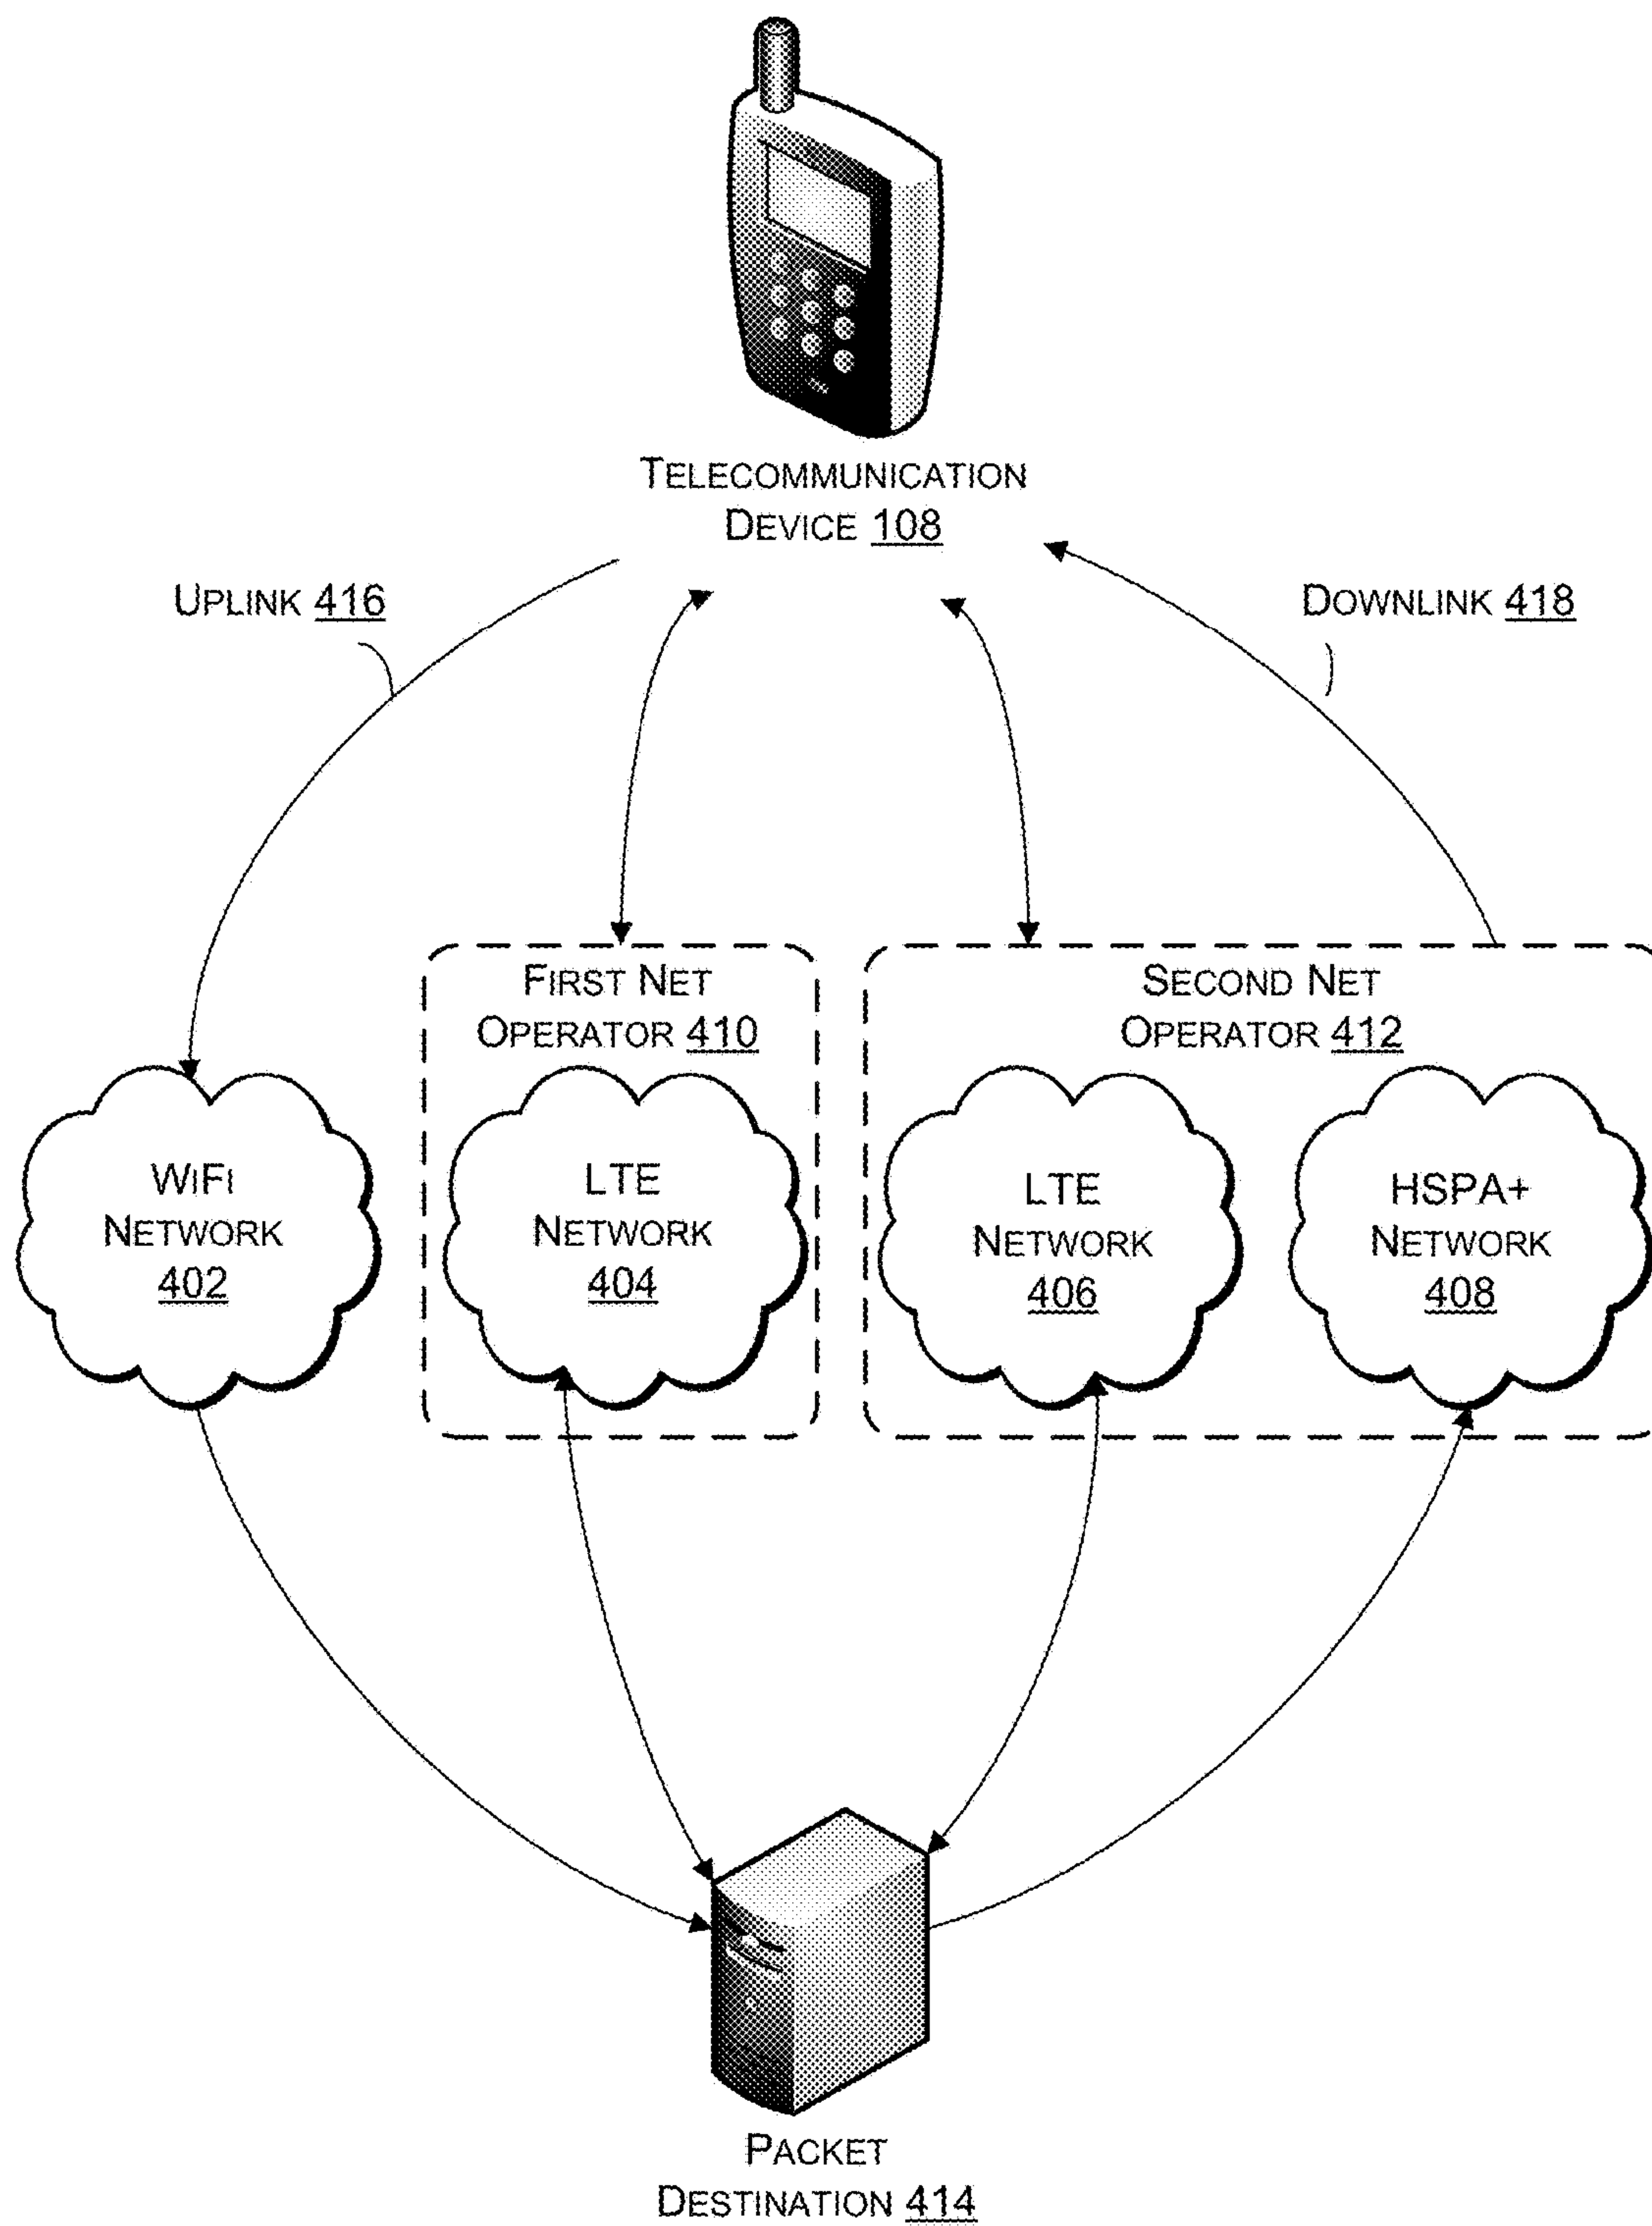 TELECOMMUNICATION
DEVICE 108
UPLINK 416
DOWNLINK 418
FIRST NET
OPERATOR 410
SECOND NET
OPERATOR 412
WIFI
NETWORK
402
LTE
NETWORK
404
LTE
NETWORK
406
HSPA+
NETWORK
408
PACKET
DESTINATION 414